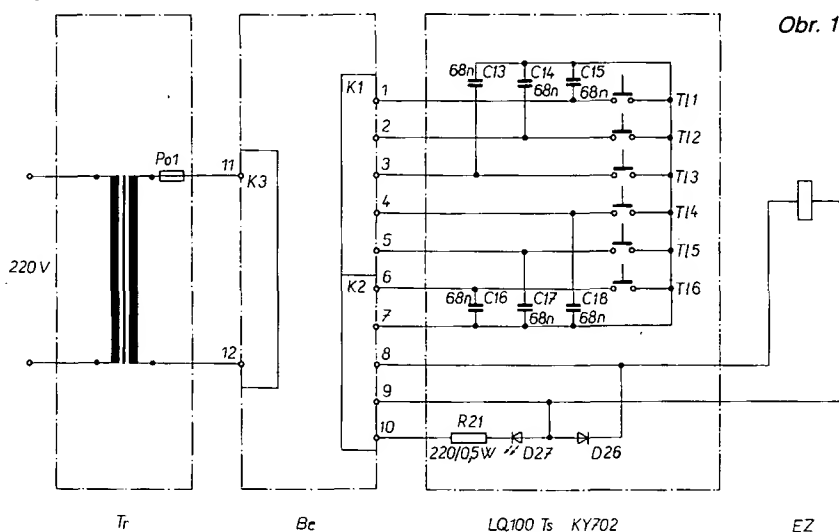 Obr. 1
68n C13 C14 C15
68n 68n
K1
1 Tl1
2 Tl2
Po1 11 K3 3 Tl3
4 Tl4
220V 5 Tl5
K2 6 Tl6
68n C16 C17 C18
7 68n 68n
12 8
9
10 R21
220/0,5W D27 D26
Tr Be LQ100 Ts KY702 EZ